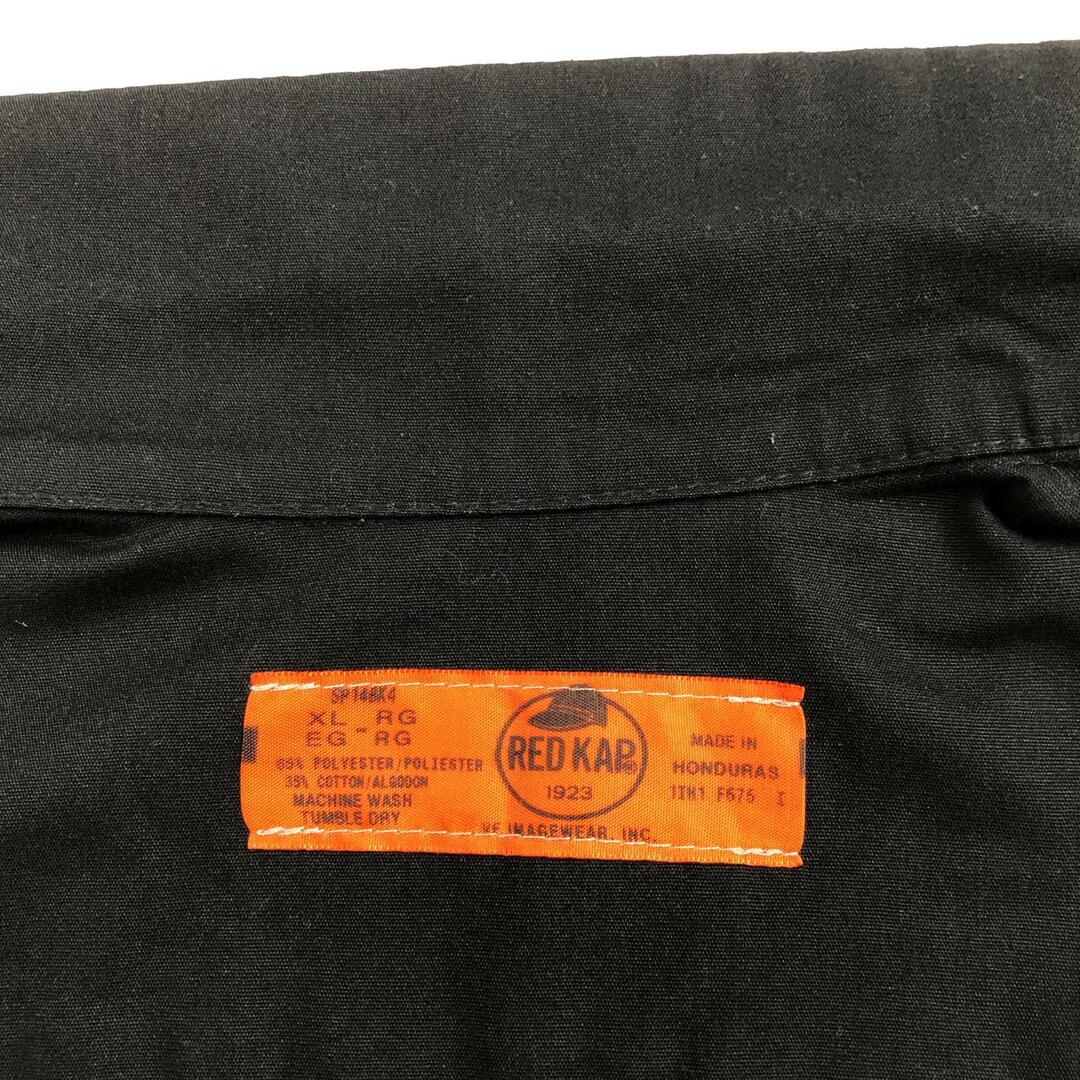 SP14BK4
XL RG
EG - RG
65% POLYESTER/POLIESTER
35% COTTON/ALGODON
MACHINE WASH
TUMBLE DRY
RED KAP®
1923
VF IMAGEWEAR, INC.
MADE IN
HONDURAS
F676 I